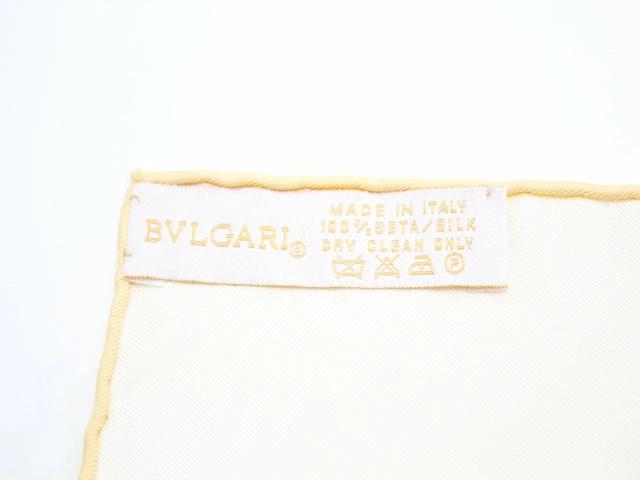 BVLGARI
MADE IN ITALY
100%SETA/SILK
DRY CLEAN ONLY
P